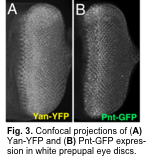 A
B
Yan-YFP
Pnt-GFP
Fig. 3. Confocal projections of (A)
Yan-YFP and (B) Pnt-GFP expres-
sion in white prepupal eye discs.